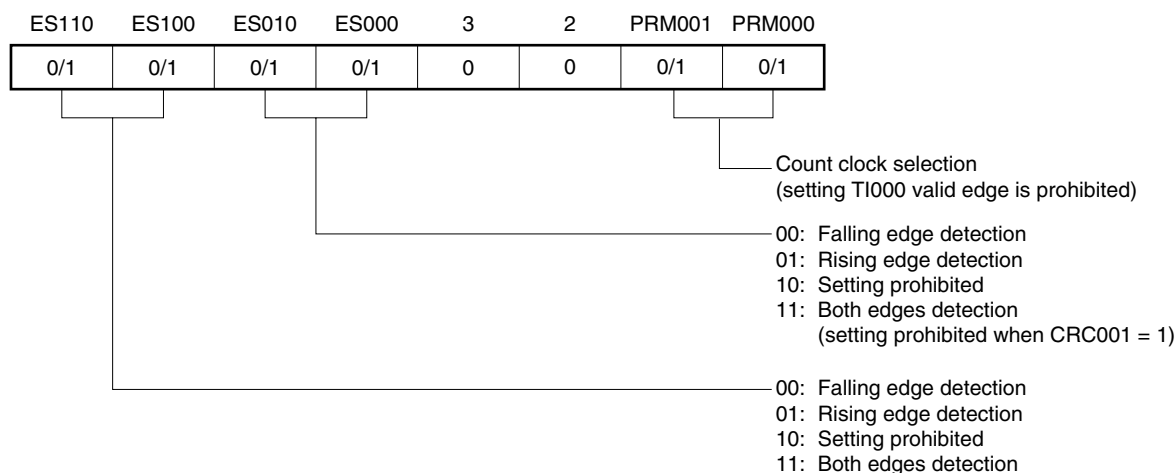 ES110 ES100 ES010 ES000 3 2 PRM001 PRM000
0/1 0/1 0/1 0/1 0 0 0/1 0/1
Count clock selection
(setting TI000 valid edge is prohibited)
00: Falling edge detection
01: Rising edge detection
10: Setting prohibited
11: Both edges detection
(setting prohibited when CRC001 = 1)
00: Falling edge detection
01: Rising edge detection
10: Setting prohibited
11: Both edges detection